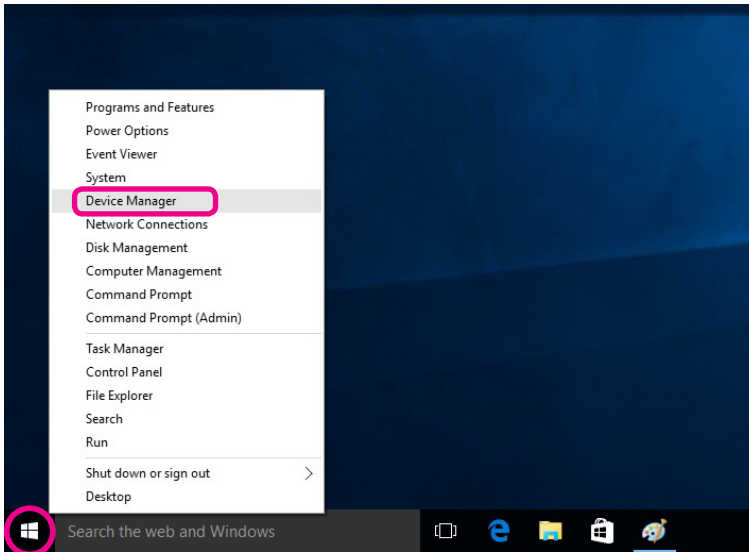 Programs and Features
Power Options
Event Viewer
System
Device Manager
Network Connections
Disk Management
Computer Management
Command Prompt
Command Prompt (Admin)
Task Manager
Control Panel
File Explorer
Search
Run
Shut down or sign out
Desktop
Search the web and Windows